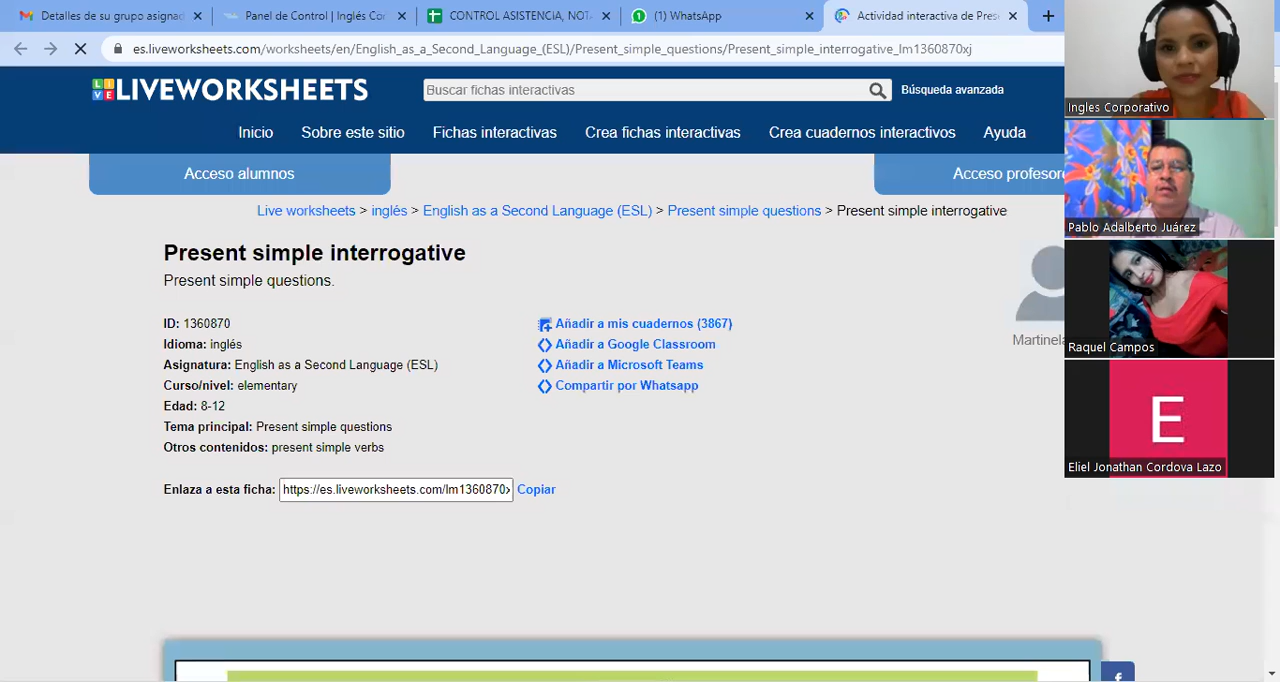 Detalles de su grupo asignad
Panel de Control | Inglés Cor
CONTROL ASISTENCIA, NOT
(1) WhatsApp
Actividad interactiva de Pres
es.liveworksheets.com/worksheets/en/English_as_a_Second_Language_(ESL)/Present_simple_questions/Present_simple_interrogative_lm1360870xj
LIVEWORKSHEETS
Buscar fichas interactivas
Búsqueda avanzada
Inicio
Sobre este sitio
Fichas interactivas
Crea fichas interactivas
Crea cuadernos interactivos
Ayuda
Acceso alumnos
Acceso profesore
Live worksheets > inglés > English as a Second Language (ESL) > Present simple questions > Present simple interrogative
Present simple interrogative
Present simple questions.
ID: 1360870
Idioma: inglés
Asignatura: English as a Second Language (ESL)
Curso/nivel: elementary
Edad: 8-12
Tema principal: Present simple questions
Otros contenidos: present simple verbs
Añadir a mis cuadernos (3867)
Añadir a Google Classroom
Añadir a Microsoft Teams
Compartir por Whatsapp
Martinela
Enlaza a esta ficha: https://es.liveworksheets.com/lm1360870x Copiar
Ingles Corporativo
Pablo Adalberto Juárez
Raquel Campos
E
Eliel Jonathan Cordova Lazo